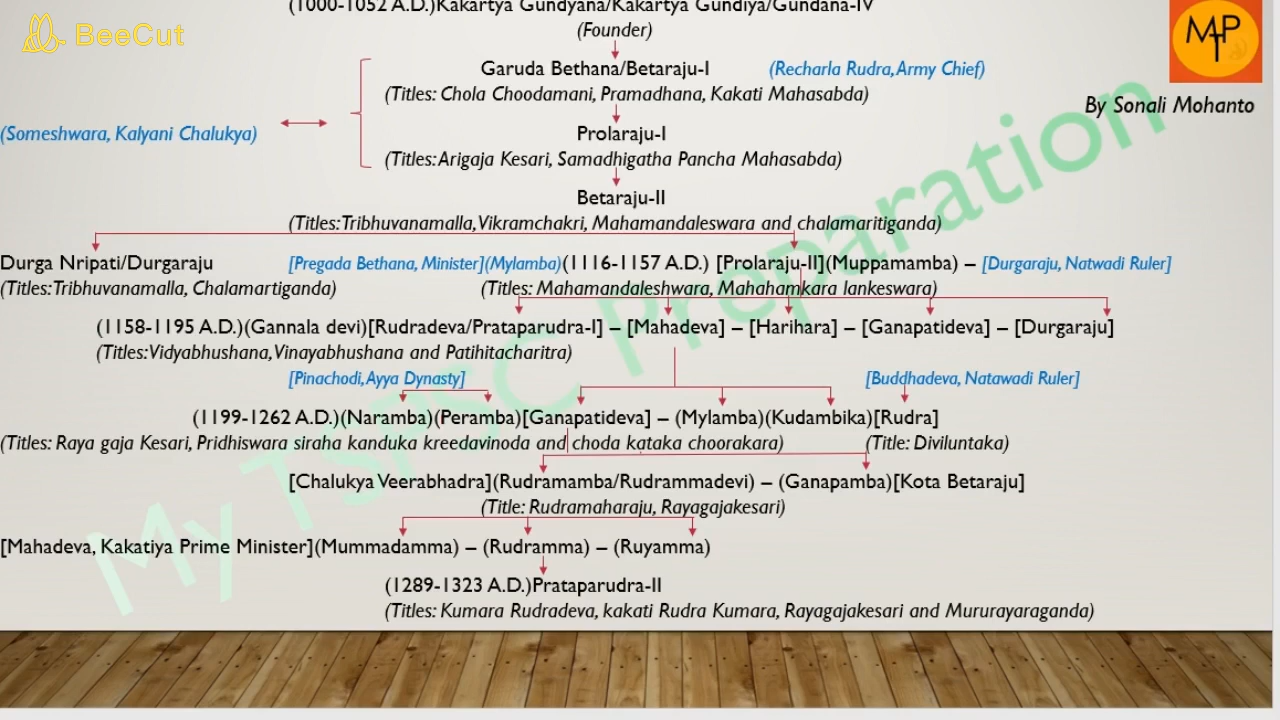 (1000-1052 A.D.)Kakartya Gundyana/Kakartya Gundiya/Gundana-IV
BeeCut
MTP
(Founder)
Garuda Bethana/Betaraju-I (Recharla Rudra, Army Chief)
(Titles: Chola Choodamani, Pramadhana, Kakati Mahasabda)
By Sonali Mohanto
(Someshwara, Kalyani Chalukya) Prolaraju-I
(Titles: Arigaja Kesari, Samadhigatha Pancha Mahasabda)
Betaraju-II
(Titles: Tribhuvanamalla, Vikramchakri, Mahamandaleswara and chalamaritiganda)
Durga Nripati/Durgaraju [Pregada Bethana, Minister](Mylamba)(1116-1157 A.D.) [Prolaraju-II](Muppamamba) – [Durgaraju, Natwadi Ruler]
(Titles: Tribhuvanamalla, Chalamartiganda) (Titles: Mahamandaleshwara, Mahahamkara lankeswara)
(1158-1195 A.D.)(Gannala devi)[Rudradeva/Prataparudra-I] – [Mahadeva] – [Harihara] – [Ganapatideva] – [Durgaraju]
(Titles: Vidyabhushana, Vinayabhushana and Patihitacharitra)
[Pinachodi, Ayya Dynasty] [Buddhadeva, Natawadi Ruler]
(1199-1262 A.D.)(Naramba)(Peramba)[Ganapatideva] – (Mylamba)(Kudambika)[Rudra]
(Titles: Raya gaja Kesari, Pridhiswara siraha kanduka kreedavinoda and choda kataka choorakara) (Title: Diviluntaka)
[Chalukya Veerabhadra](Rudramamba/Rudrammadevi) – (Ganapamba)[Kota Betaraju]
(Title: Rudramaharaju, Rayagajakesari)
[Mahadeva, Kakatiya Prime Minister](Mummadamma) – (Rudramma) – (Ruyamma)
(1289-1323 A.D.)Prataparudra-II
(Titles: Kumara Rudradeva, kakati Rudra Kumara, Rayagajakesari and Mururayaraganda)
My TSPSC Preparation